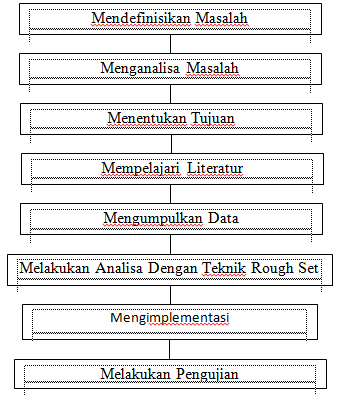 Mendefinisikan Masalah
Menganalisa Masalah
Menentukan Tujuan
Mempelajari Literatur
Mengumpulkan Data
Melakukan Analisa Dengan Teknik Rough Set
Mengimplementasi
Melakukan Pengujian